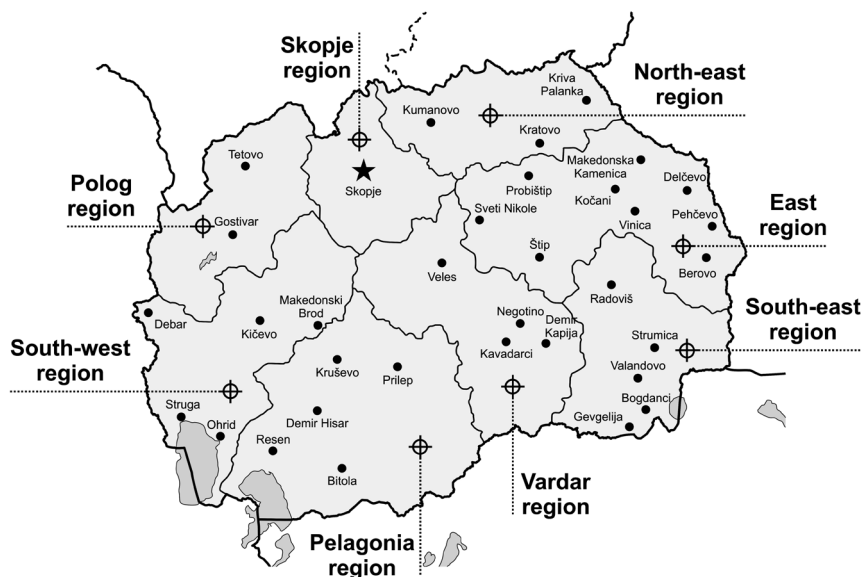 Skopje
region
North-east
region
Kriva
Palanka
Kumanovo
Kratovo
Tetovo
Skopje
Makedonska
Kamenica
Delčevo
Probištip
Kočani
Polog
region
Sveti Nikole
Vinica
Pehčevo
East
region
Gostivar
Štip
Berovo
Veles
Radoviš
Makedonski
Brod
Debar
Kičevo
Negotino
Demir
Kapija
South-east
region
Strumica
South-west
region
Kavadarci
Kruševo
Prilep
Valandovo
Struga
Demir Hisar
Bogdanci
Gevgelija
Ohrid
Resen
Bitola
Vardar
region
Pelagonia
region